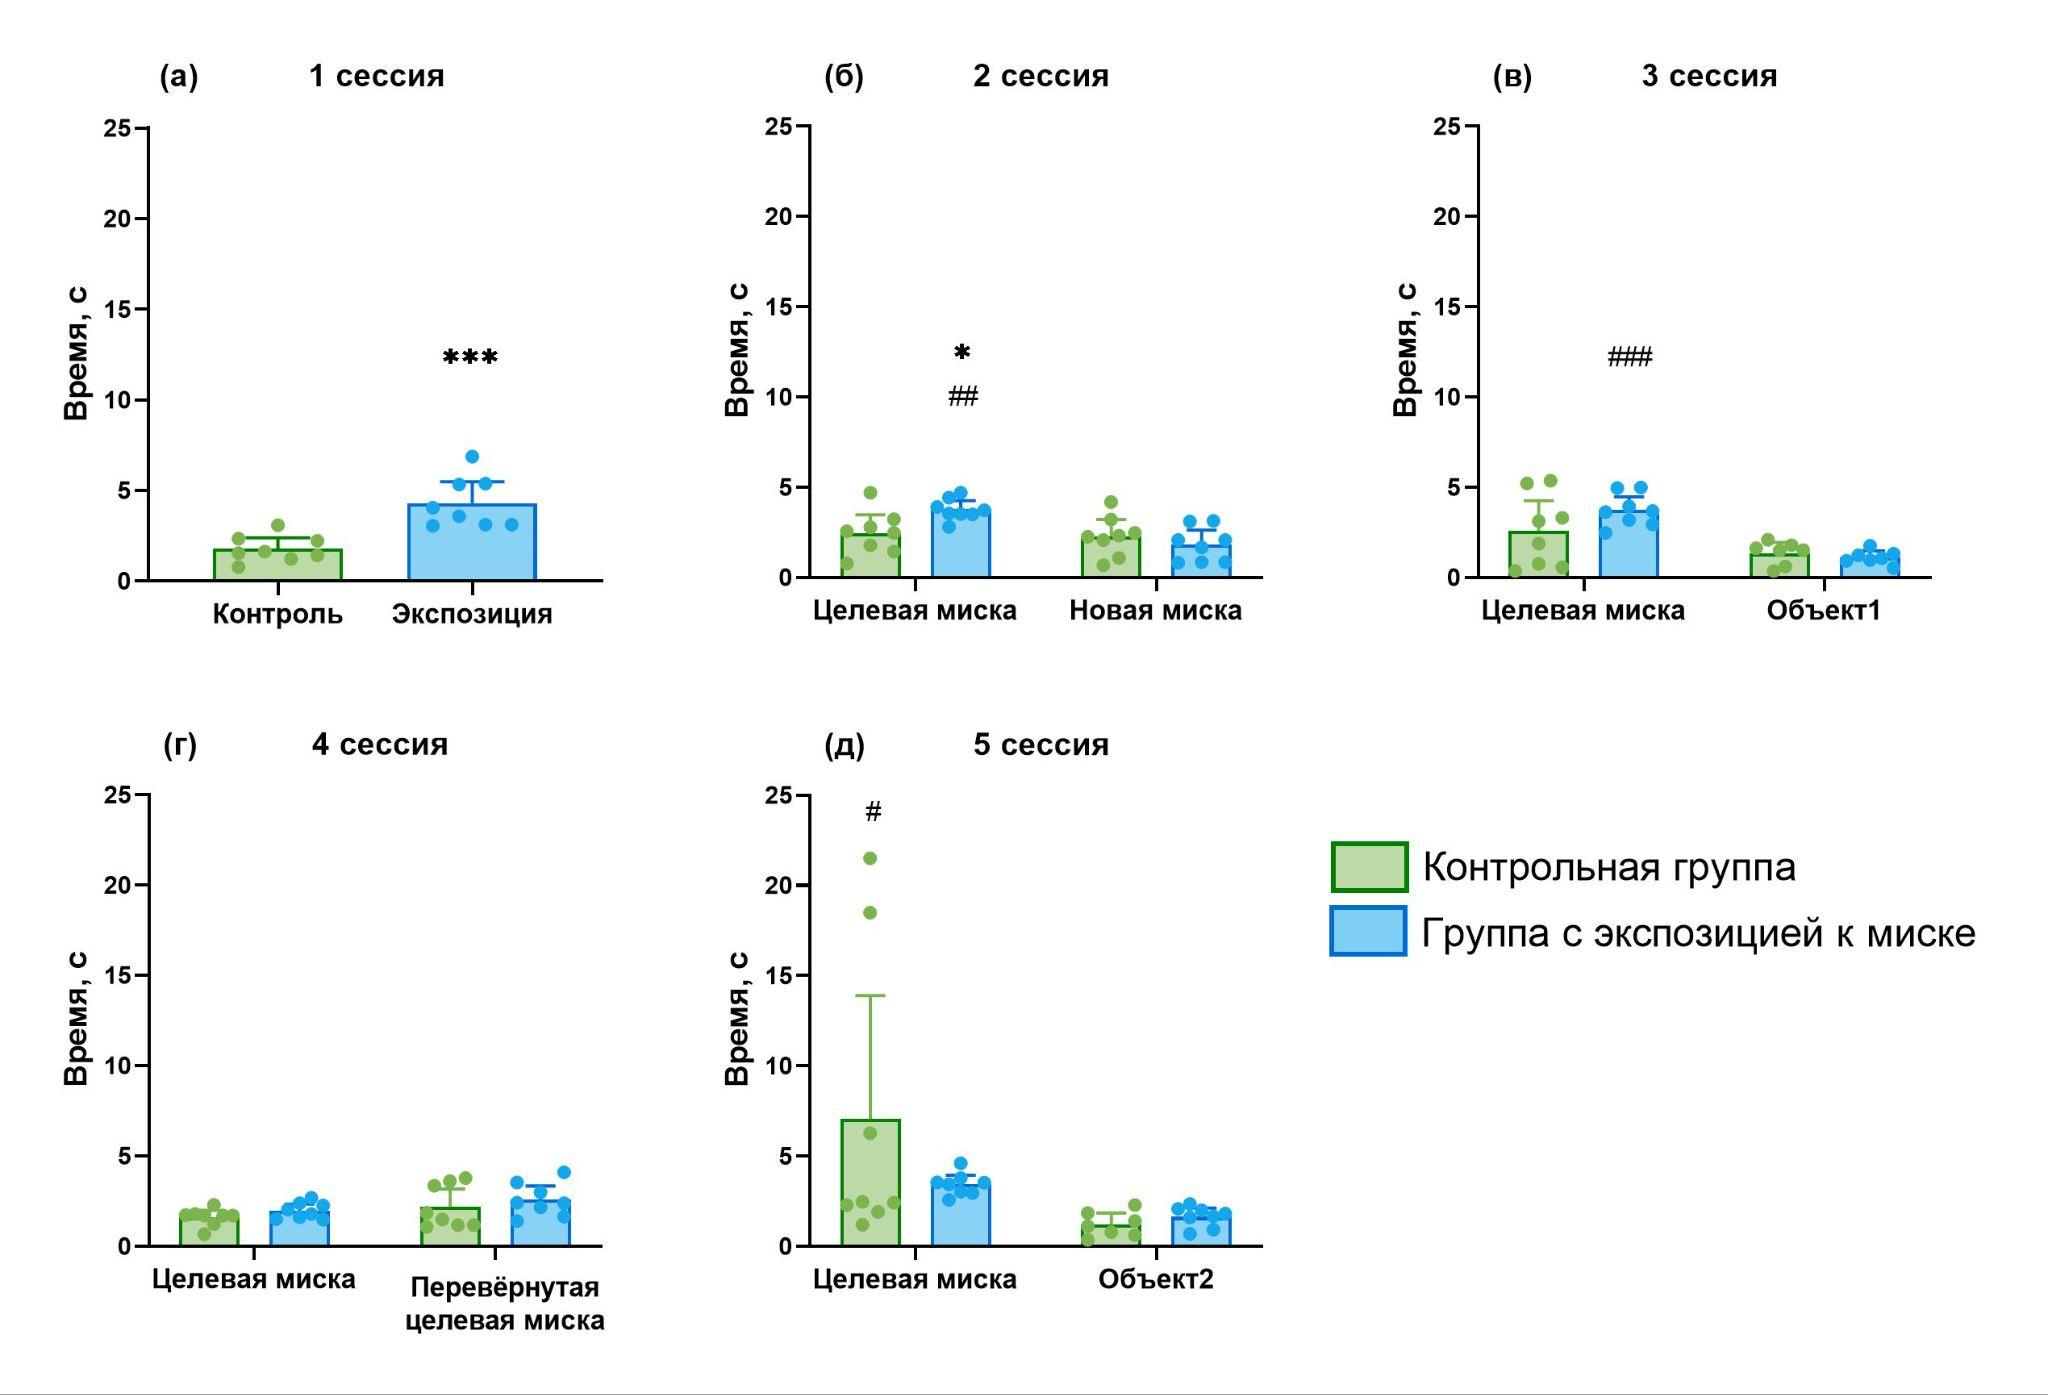 (а) 1 сессия
25
20
15
10
5
0
Время, с
***
Контроль
Экспозиция
(б) 2 сессия
25
20
15
10
5
0
Время, с
*
##
Целевая миска
Новая миска
(в) 3 сессия
25
20
15
10
5
0
Время, с
###
Целевая миска
Объект1
(г) 4 сессия
25
20
15
10
5
0
Время, с
Целевая миска
Перевёрнутая
целевая миска
(д) 5 сессия
25
20
15
10
5
0
Время, с
#
Целевая миска
Объект2
Контрольная группа
Группа с экспозицией к миске